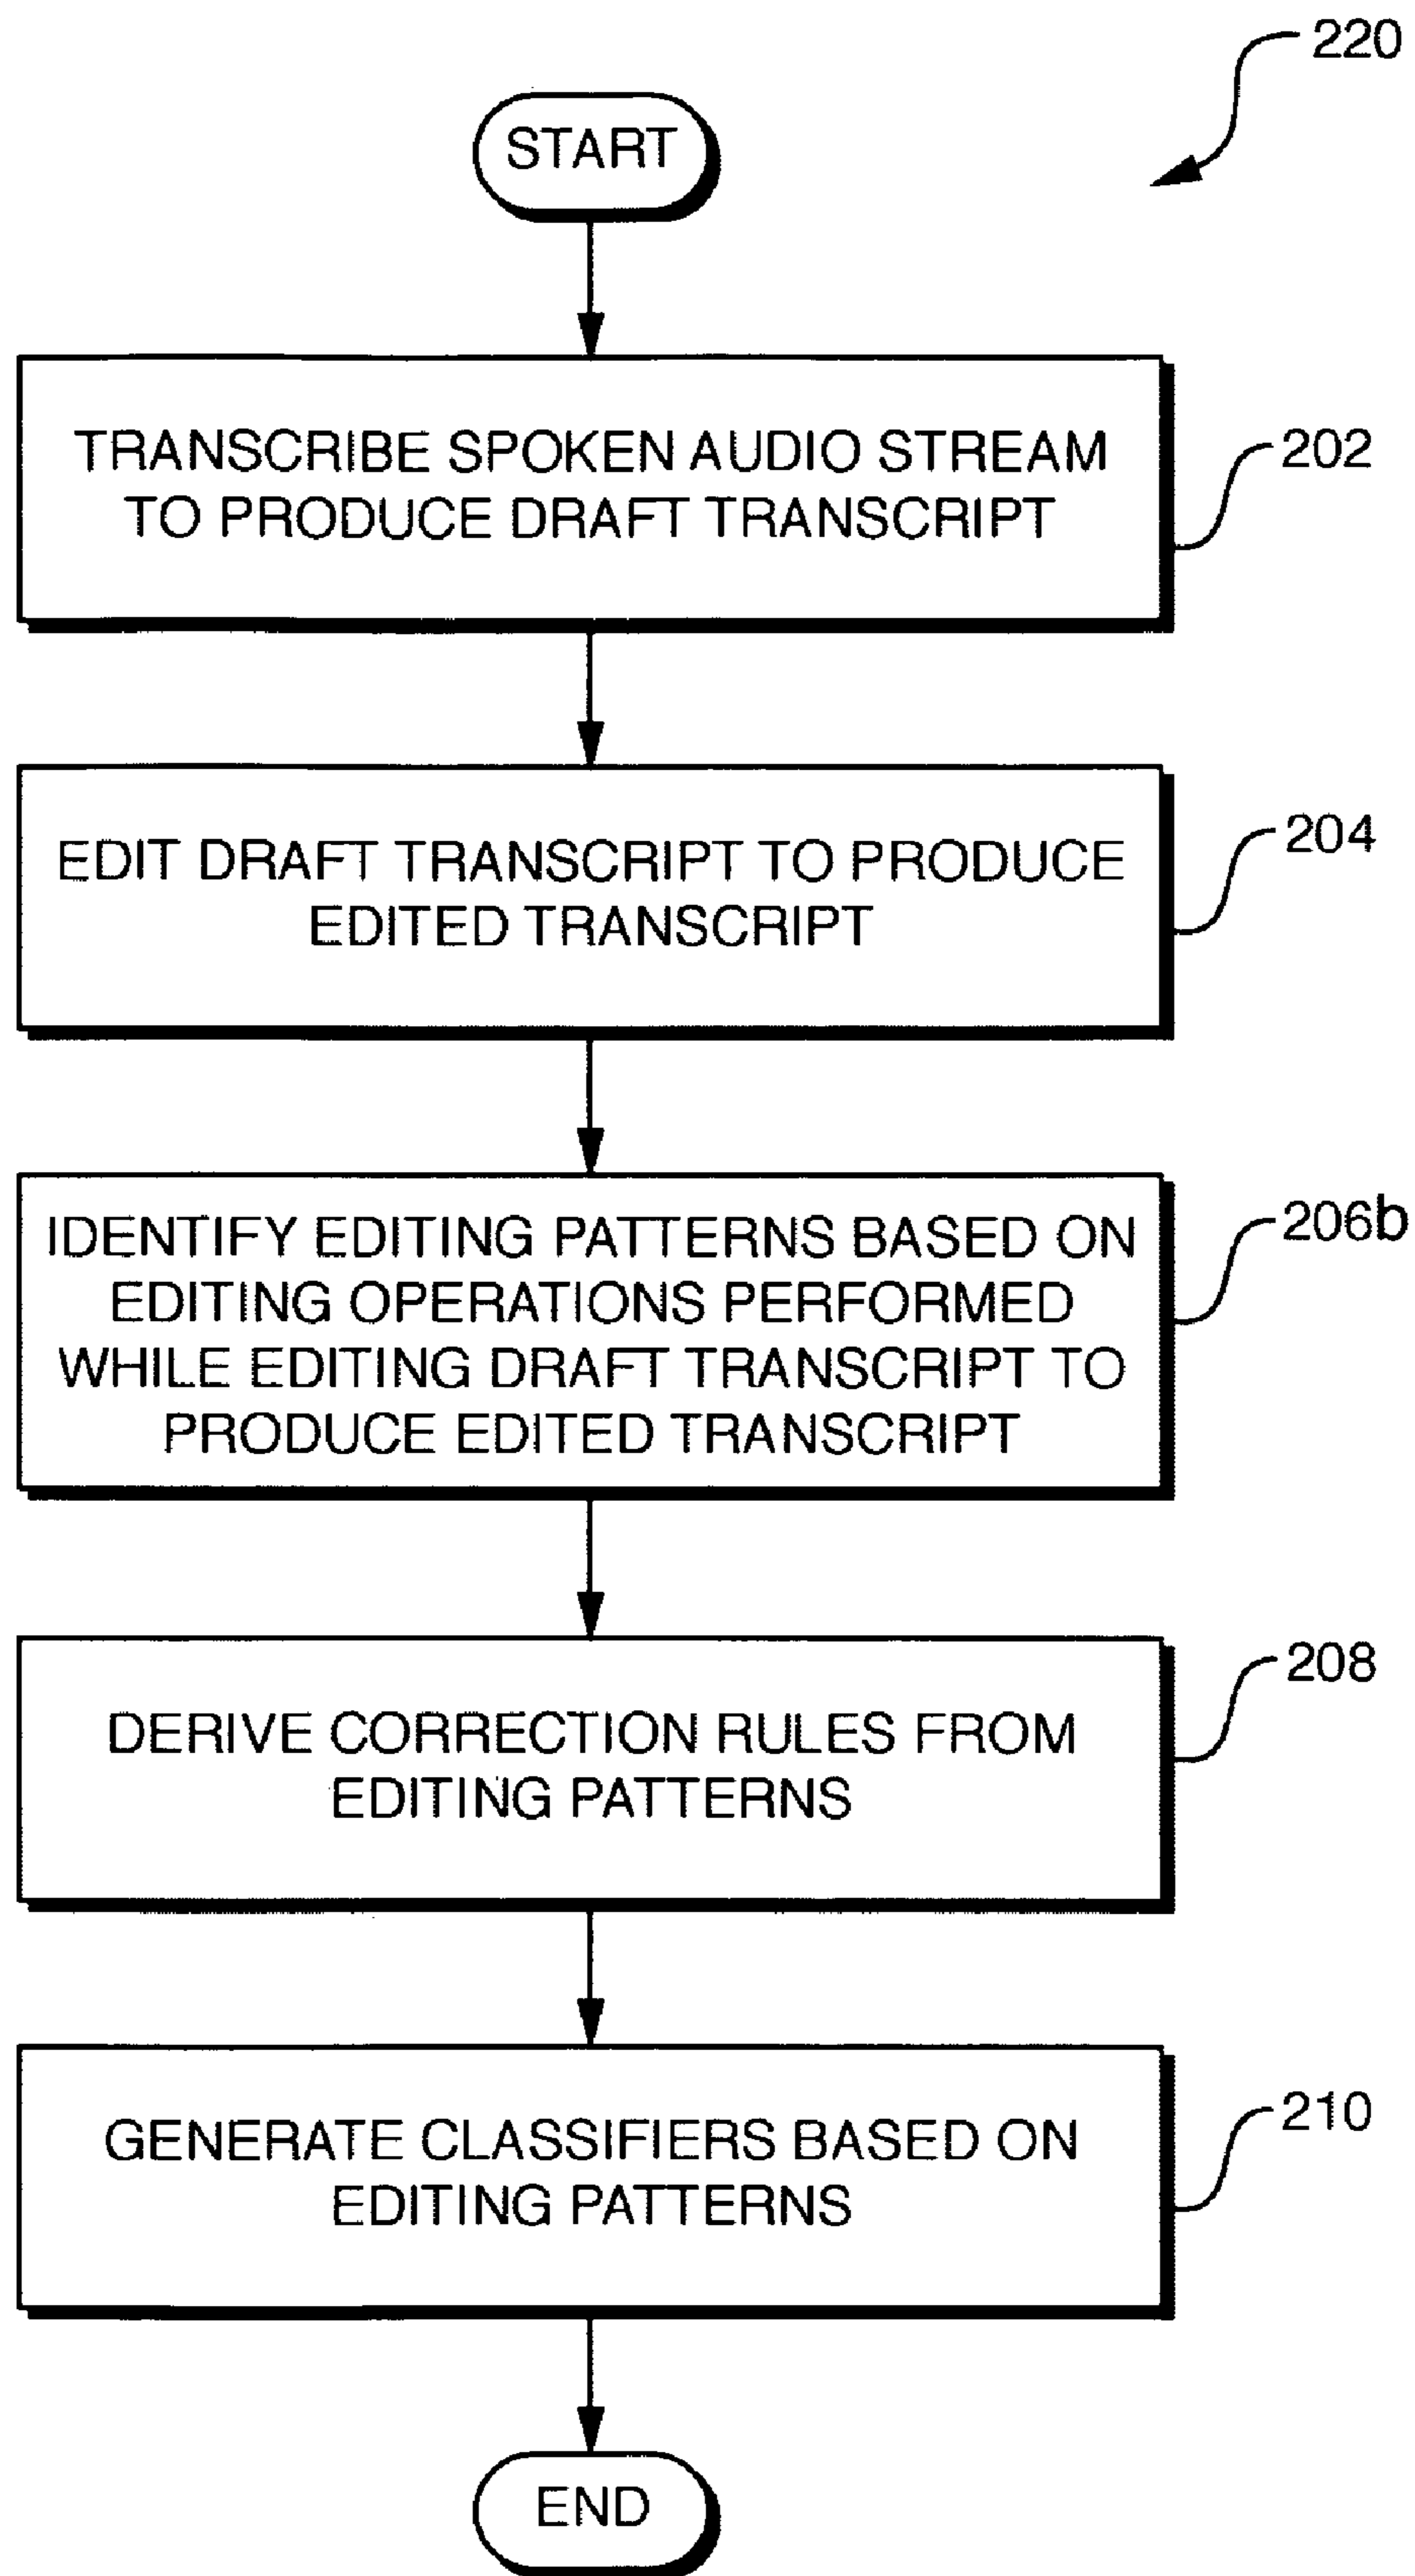 220
START
TRANSCRIBE SPOKEN AUDIO STREAM
TO PRODUCE DRAFT TRANSCRIPT
202
EDIT DRAFT TRANSCRIPT TO PRODUCE
EDITED TRANSCRIPT
204
IDENTIFY EDITING PATTERNS BASED ON
EDITING OPERATIONS PERFORMED
WHILE EDITING DRAFT TRANSCRIPT TO
PRODUCE EDITED TRANSCRIPT
206b
DERIVE CORRECTION RULES FROM
EDITING PATTERNS
208
GENERATE CLASSIFIERS BASED ON
EDITING PATTERNS
210
END